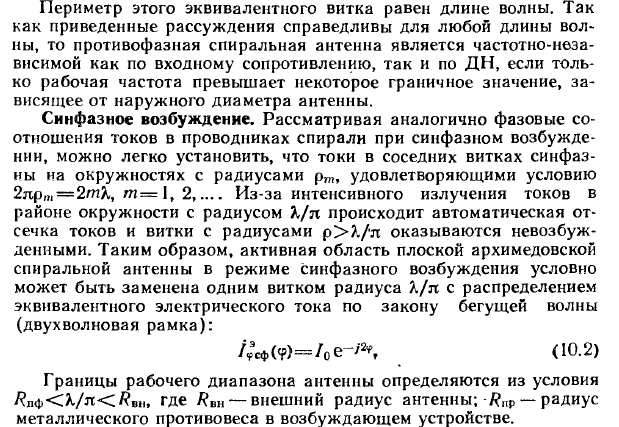 Периметр этого эквивалентного витка равен длине волны. Так
как приведенные рассуждения справедливы для любой длины вол-
ны, то противофазная спиральная антенна является частотно-неза-
висимой как по входному сопротивлению, так и по ДН, если толь-
ко рабочая частота превышает некоторое граничное значение, за-
висящее от наружного диаметра антенны.
Синфазное возбуждение. Рассматривая аналогично фазовые со-
отношения токов в проводниках спирали при синфазном возбужде-
нии, можно легко установить, что токи в соседних витках синфаз-
ны на окружностях с радиусами ρm, удовлетворяющими условию
2πρm=2mλ, m=1, 2,.... Из-за интенсивного излучения токов в
районе окружности с радиусом λ/π происходит автоматическая от-
сечка токов и витки с радиусами ρ>λ/π оказываются невозбуж-
денными. Таким образом, активная область плоской архимедовской
спиральной антенны в режиме синфазного возбуждения условно
может быть заменена одним витком радиуса λ/π с распределением
эквивалентного электрического тока по закону бегущей волны
(двухволновая рамка):
Iэφсф(φ)=I0 e−j2φ, (10.2)
Границы рабочего диапазона антенны определяются из условия
Rпф<λ/π<Rвн, где Rвн — внешний радиус антенны; Rпр — радиус
металлического противовеса в возбуждающем устройстве.